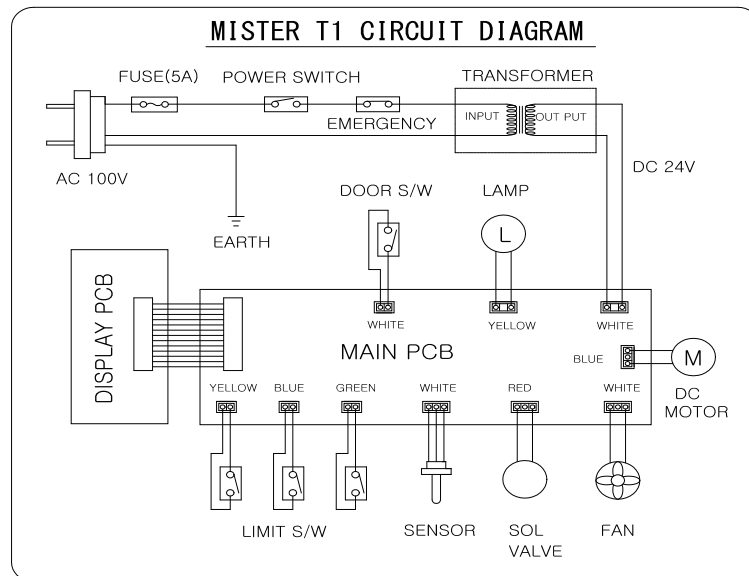 MISTER T1 CIRCUIT DIAGRAM
FUSE(5A)
POWER SWITCH
TRANSFORMER
EMERGENCY
INPUT
OUT PUT
AC 100V
DC 24V
EARTH
DOOR S/W
LAMP
L
DISPLAY PCB
WHITE
YELLOW
WHITE
MAIN PCB
BLUE
M
DC
MOTOR
YELLOW
BLUE
GREEN
WHITE
RED
WHITE
LIMIT S/W
SENSOR
SOL
VALVE
FAN